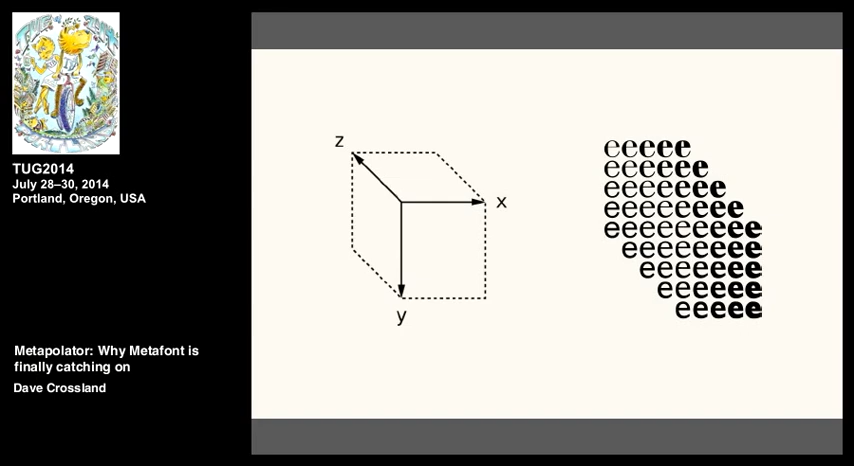 TUG2014
July 28–30, 2014
Portland, Oregon, USA
Metapolator: Why Metafont is
finally catching on
Dave Crossland
z
x
y
eeeee
eeeeee
eeeeeee
eeeeeeee
eeeeeeeee
eeeeeeee
eeeeeee
eeeeee
eeeee